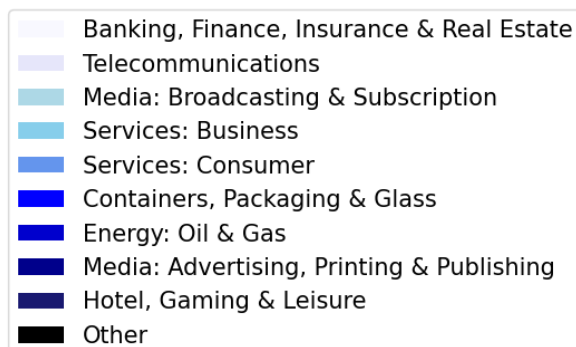 Banking, Finance, Insurance & Real Estate
Telecommunications
Media: Broadcasting & Subscription
Services: Business
Services: Consumer
Containers, Packaging & Glass
Energy: Oil & Gas
Media: Advertising, Printing & Publishing
Hotel, Gaming & Leisure
Other